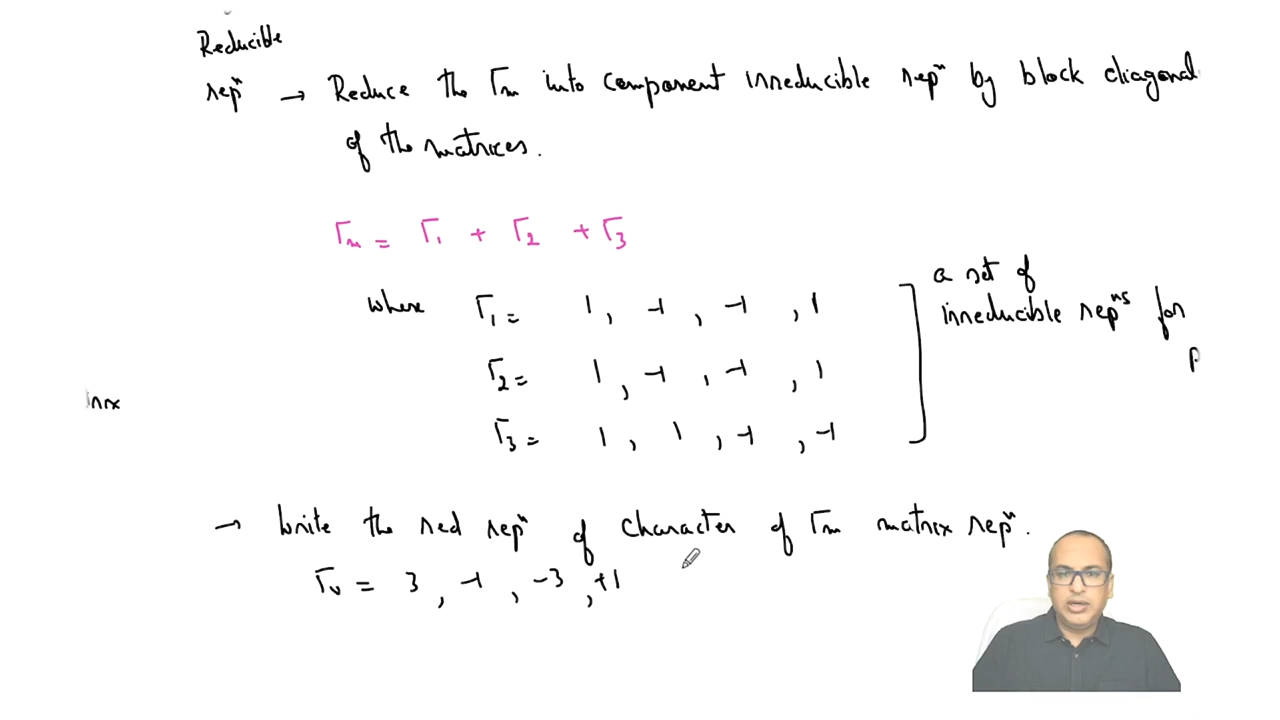 Reducible
repⁿ → Reduce the Γm into component irreducible repⁿ by block diagonal
of the matrices.
Γm = Γ1 + Γ2 + Γ3
where Γ1 = 1, -1, -1, 1
Γ2 = 1, -1, -1, 1
Γ3 = 1, 1, -1, -1
a set of
irreducible repⁿˢ for
p
→ Write the red repⁿ of character of Γm matrix repⁿ.
Γv = 3, -1, -3, +1